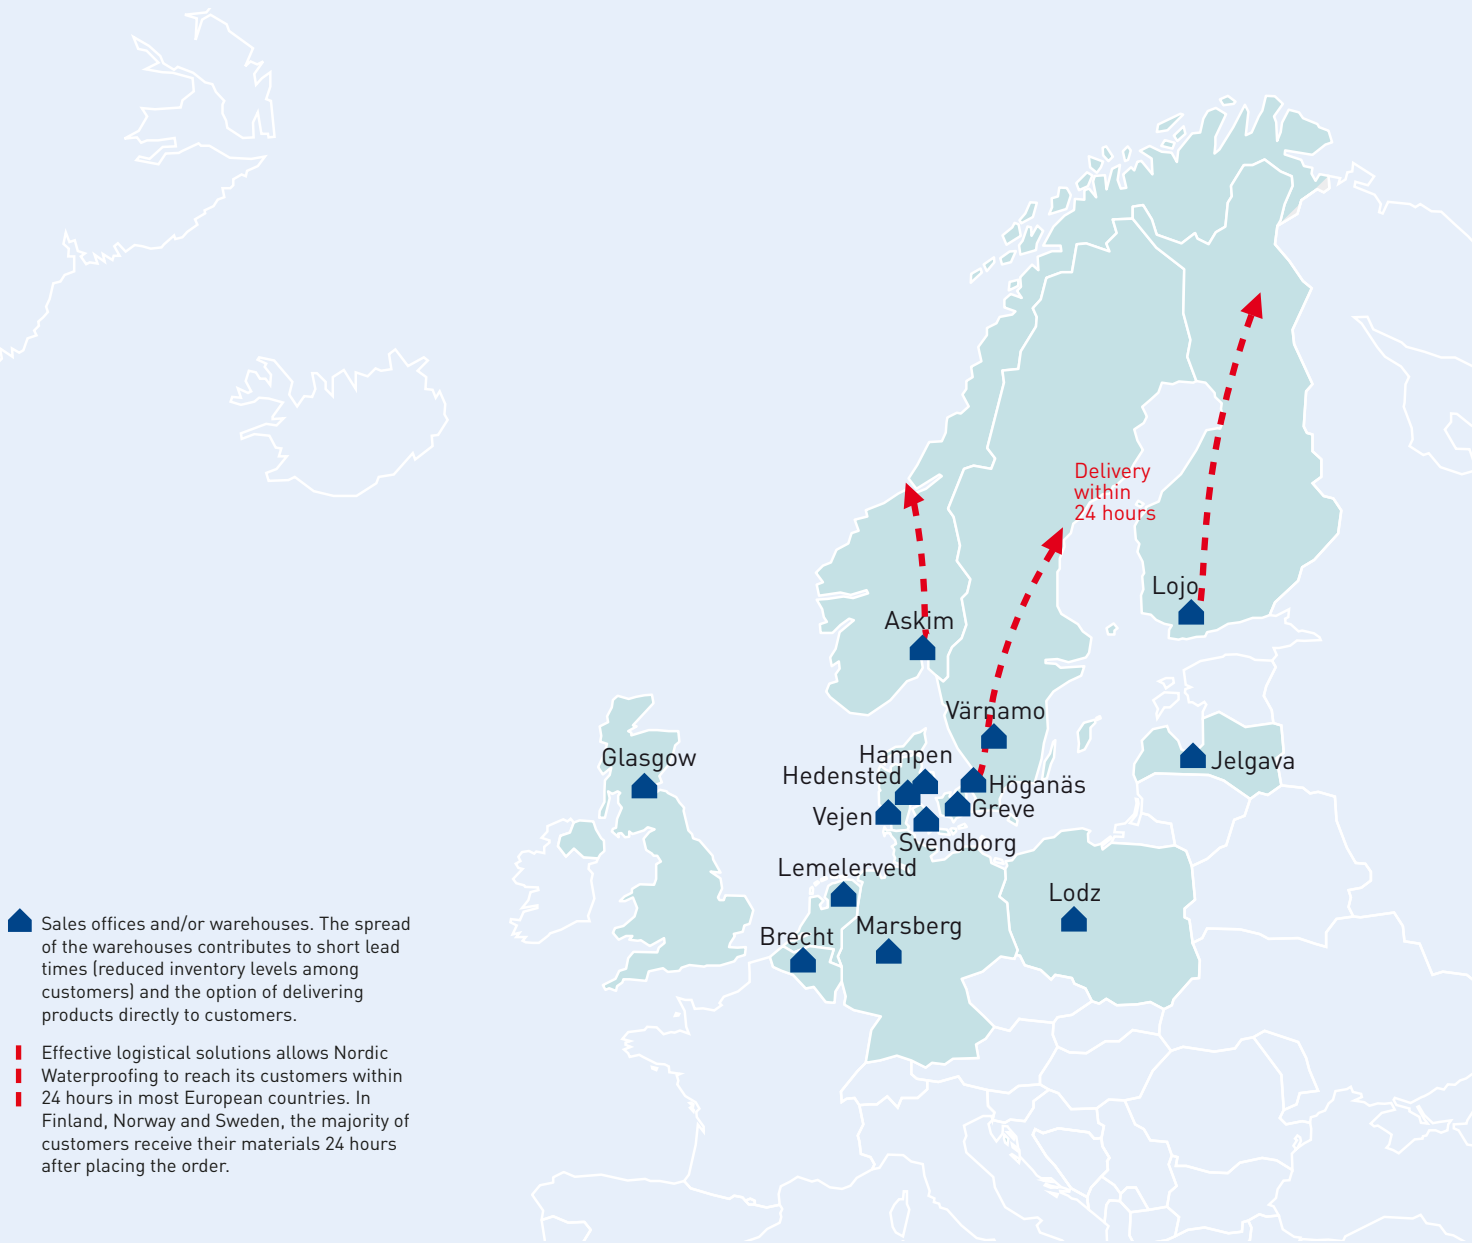 Delivery
within
24 hours
Lojo
Askim
Värnamo
Glasgow
Hampen
Hedensted
Jelgava
Höganäs
Vejen
Greve
Svendborg
Lemelerveld
Lodz
Marsberg
Brecht
Sales offices and/or warehouses. The spread
of the warehouses contributes to short lead
times (reduced inventory levels among
customers) and the option of delivering
products directly to customers.
Effective logistical solutions allows Nordic
Waterproofing to reach its customers within
24 hours in most European countries. In
Finland, Norway and Sweden, the majority of
customers receive their materials 24 hours
after placing the order.